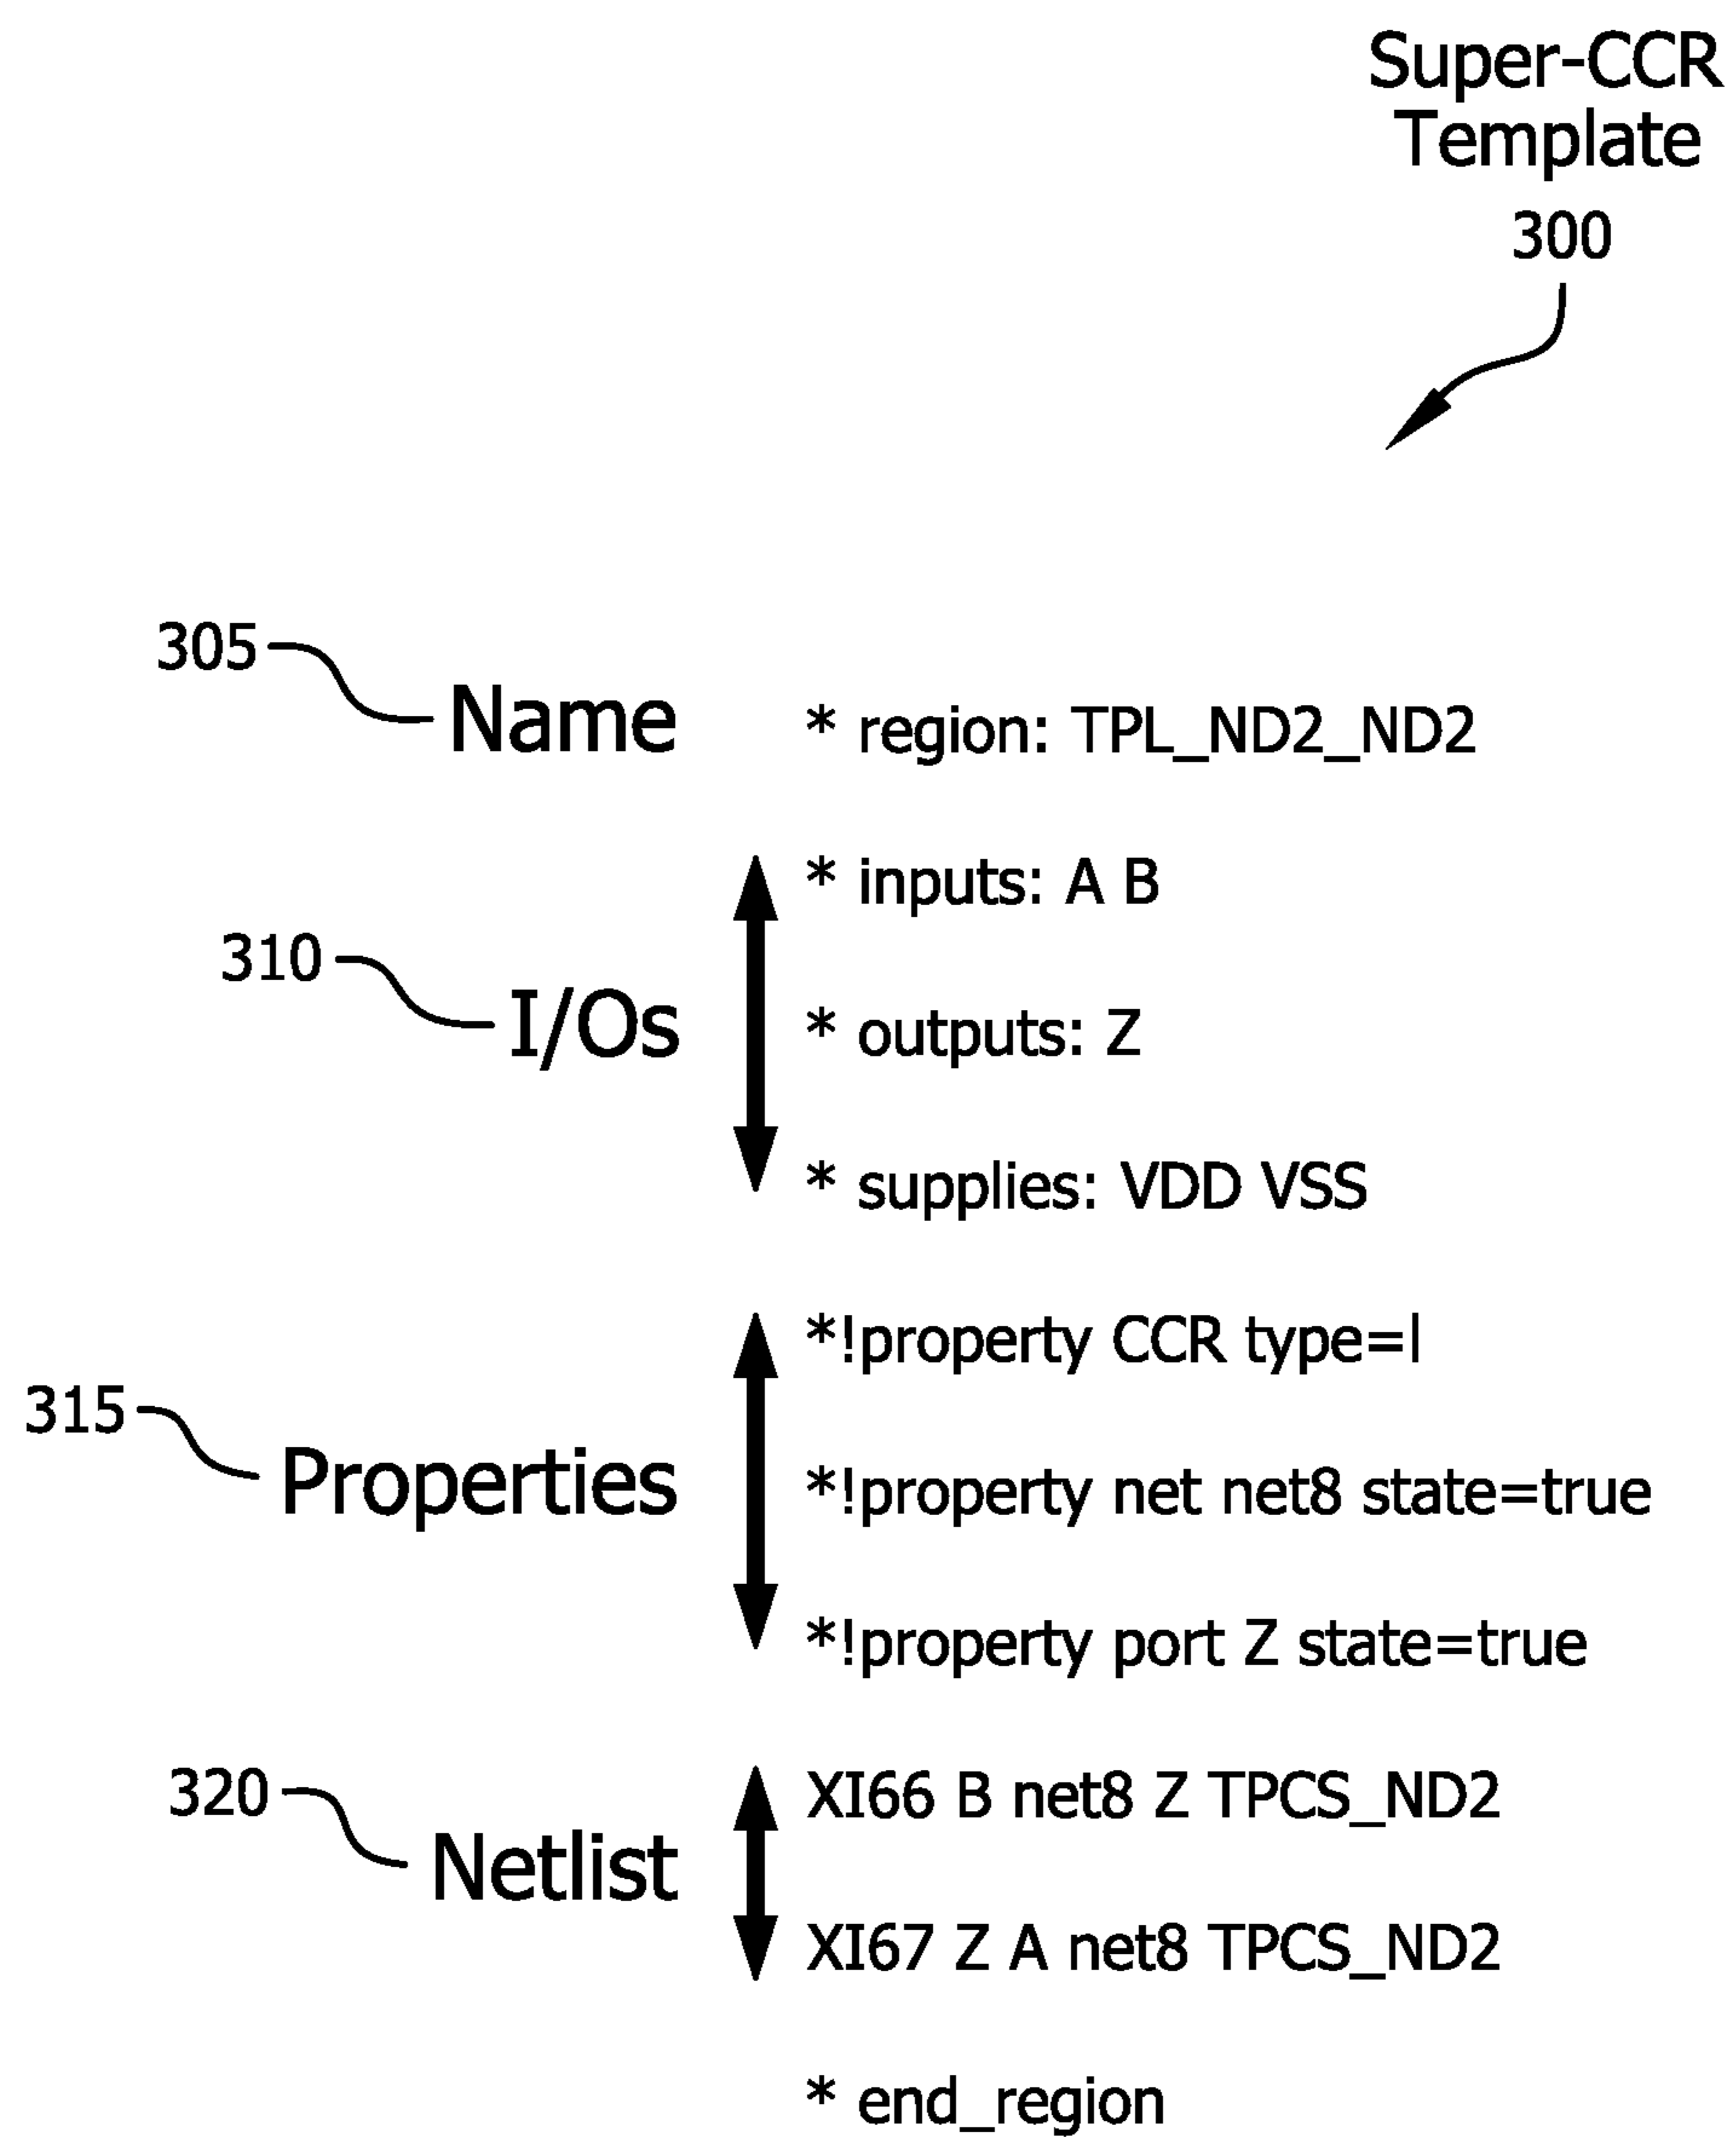 Super-CCR
Template
300
305
Name
* region: TPL_ND2_ND2
* inputs: A B
310
I/Os
* outputs: Z
* supplies: VDD VSS
*!property CCR type=l
315
Properties
*!property net net8 state=true
*!property port Z state=true
320
XI66 B net8 Z TPCS_ND2
Netlist
XI67 Z A net8 TPCS_ND2
* end_region